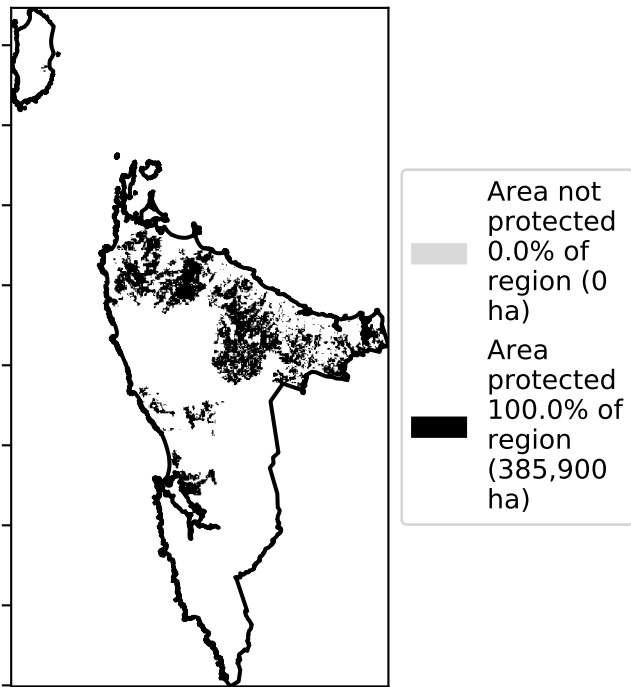 Area not
protected
0.0% of
region (0
ha)
Area
protected
100.0% of
region
(385,900
ha)